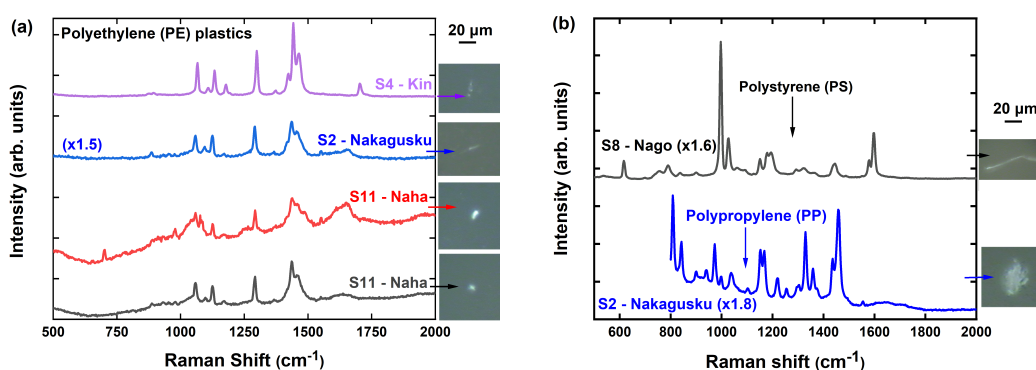 (a)
Polyethylene (PE) plastics
20 µm
S4 - Kin
(x1.5)
S2 - Nakagusku
S11 - Naha
S11 - Naha
Intensity (arb. units)
500 750 1000 1250 1500 1750 2000
Raman Shift (cm-1)
(b)
Polystyrene (PS)
20 µm
S8 - Nago (x1.6)
Polypropylene (PP)
S2 - Nakagusku (x1.8)
Intensity (arb. units)
600 800 1000 1200 1400 1600 2000
Raman shift (cm-1)